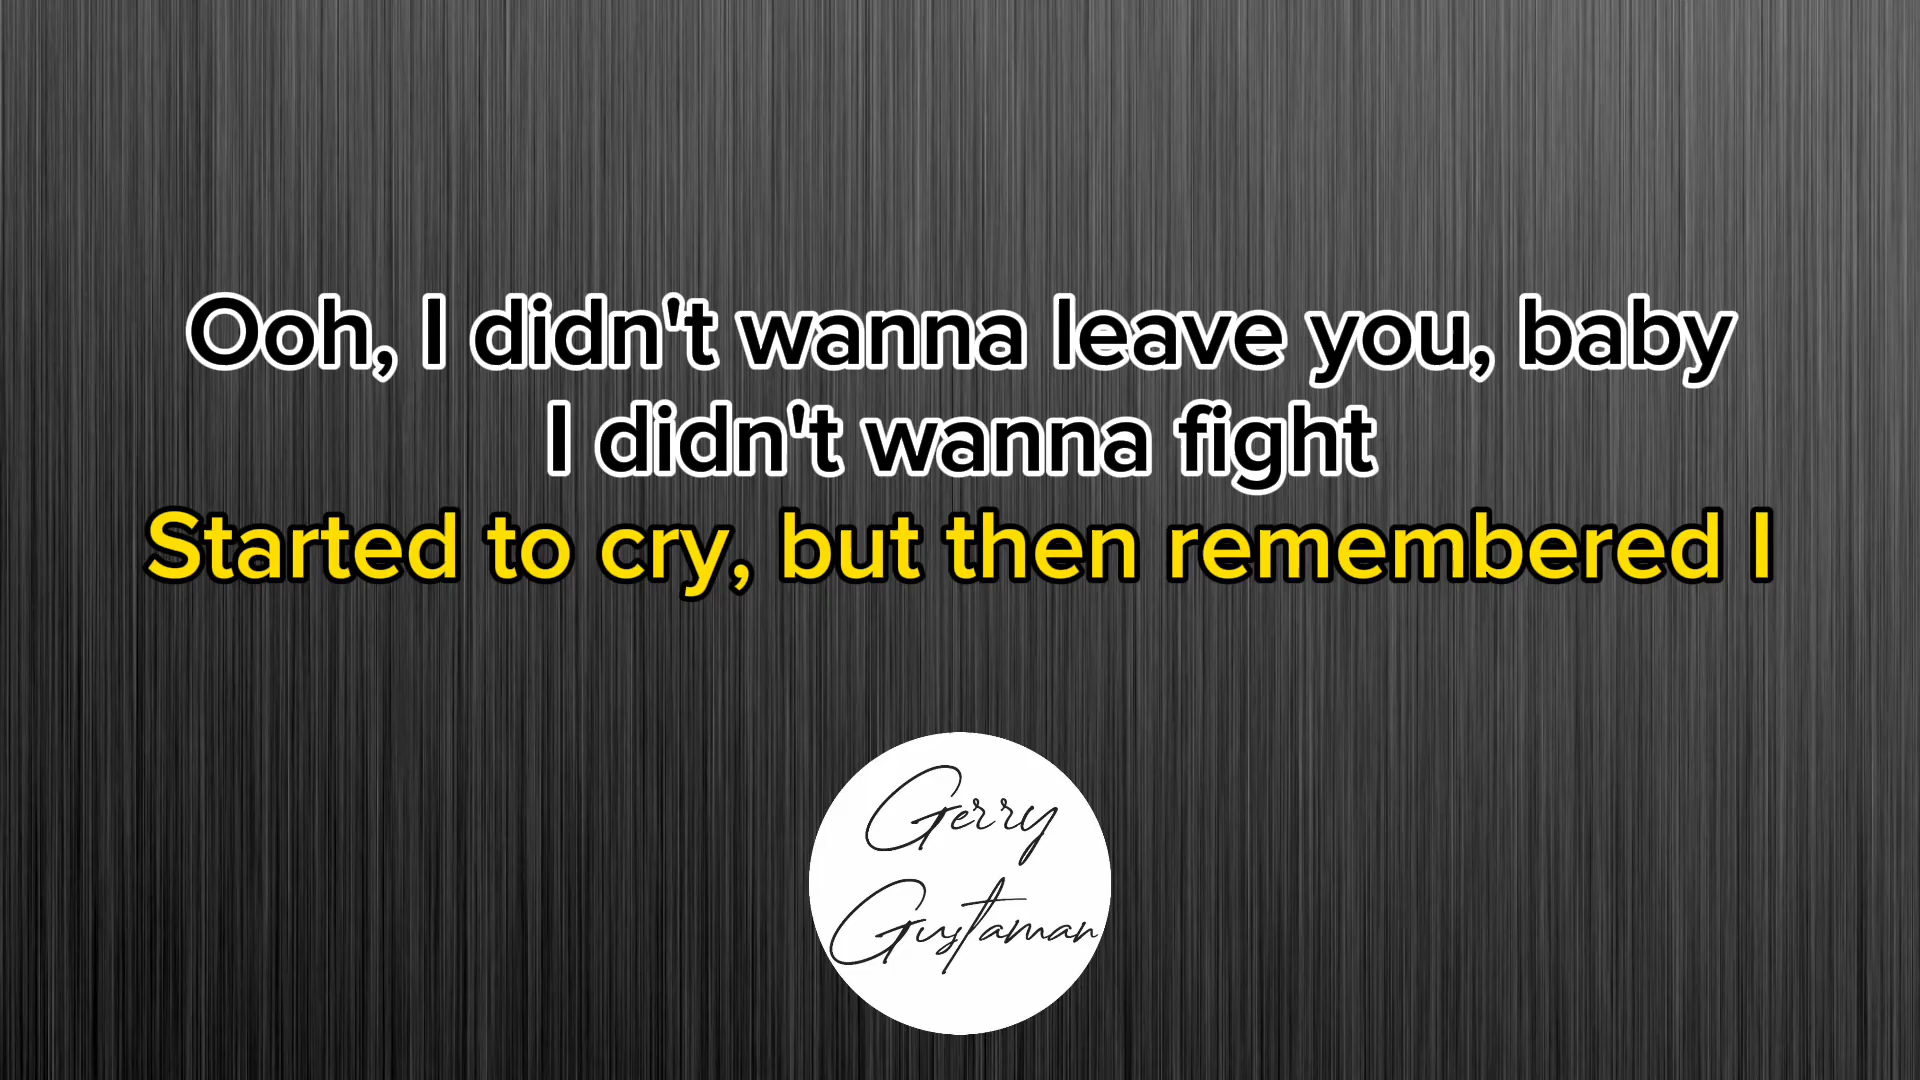 Ooh, I didn't wanna leave you, baby
I didn't wanna fight
Started to cry, but then remembered I
Gerry
Gustaman